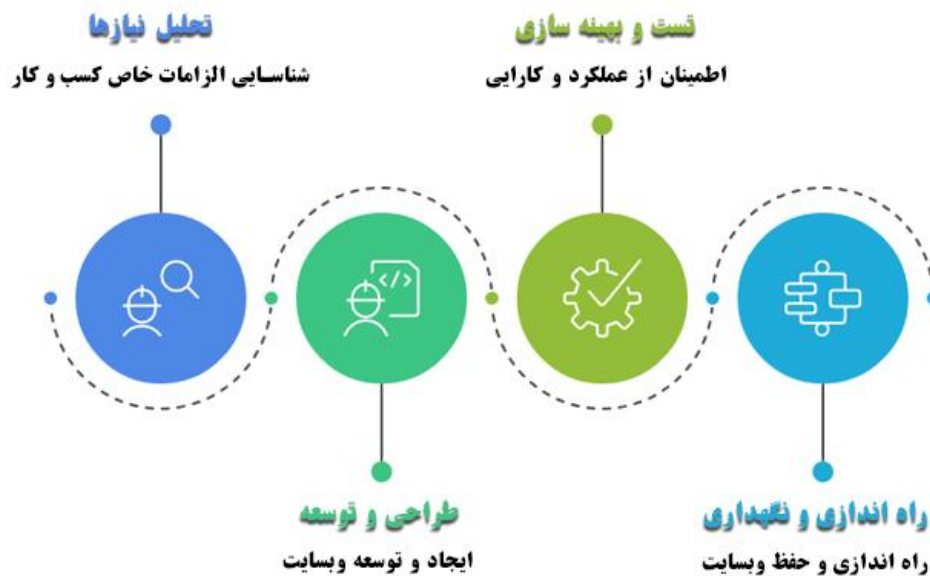 تحلیل نیازها
شناسایی الزامات خاص کسب و کار
طراحی و توسعه
ایجاد و توسعه وبسایت
تست و بهینه سازی
اطمینان از عملکرد و کارایی
راه اندازی و نگهداری
راه اندازی و حفظ وبسایت